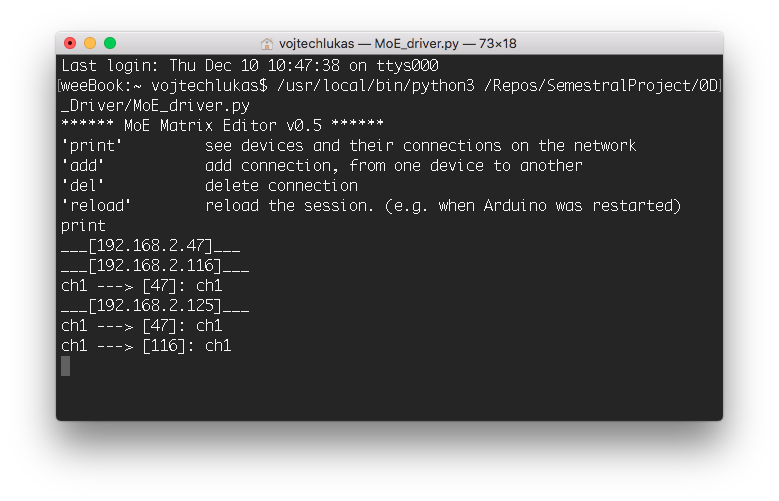 vojtechlukas — MoE_driver.py — 73×18
Last login: Thu Dec 10 10:47:38 on ttys000
[weeBook:~ vojtechlukas$ /usr/local/bin/python3 /Repos/SemestralProject/0D]
_Driver/MoE_driver.py
****** MoE Matrix Editor v0.5 ******
'print'         see devices and their connections on the network
'add'           add connection, from one device to another
'del'           delete connection
'reload'        reload the session. (e.g. when Arduino was restarted)
print
___[192.168.2.47]___
___[192.168.2.116]___
ch1 ---> [47]: ch1
___[192.168.2.125]___
ch1 ---> [47]: ch1
ch1 ---> [116]: ch1